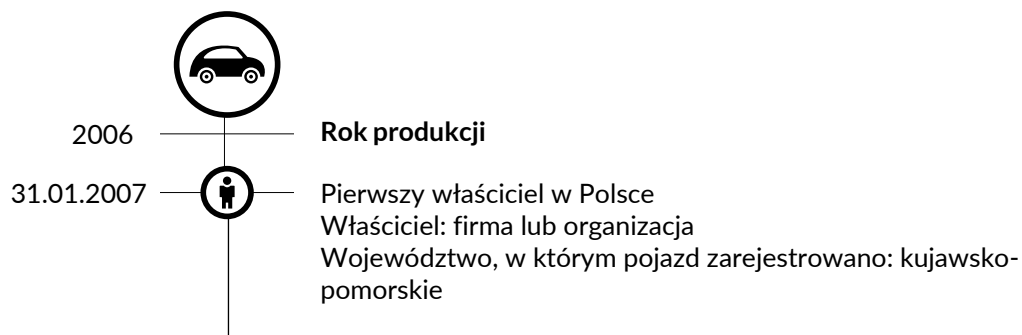 2006
Rok produkcji
31.01.2007
Pierwszy właściciel w Polsce
Właściciel: firma lub organizacja
Województwo, w którym pojazd zarejestrowano: kujawsko-
pomorskie